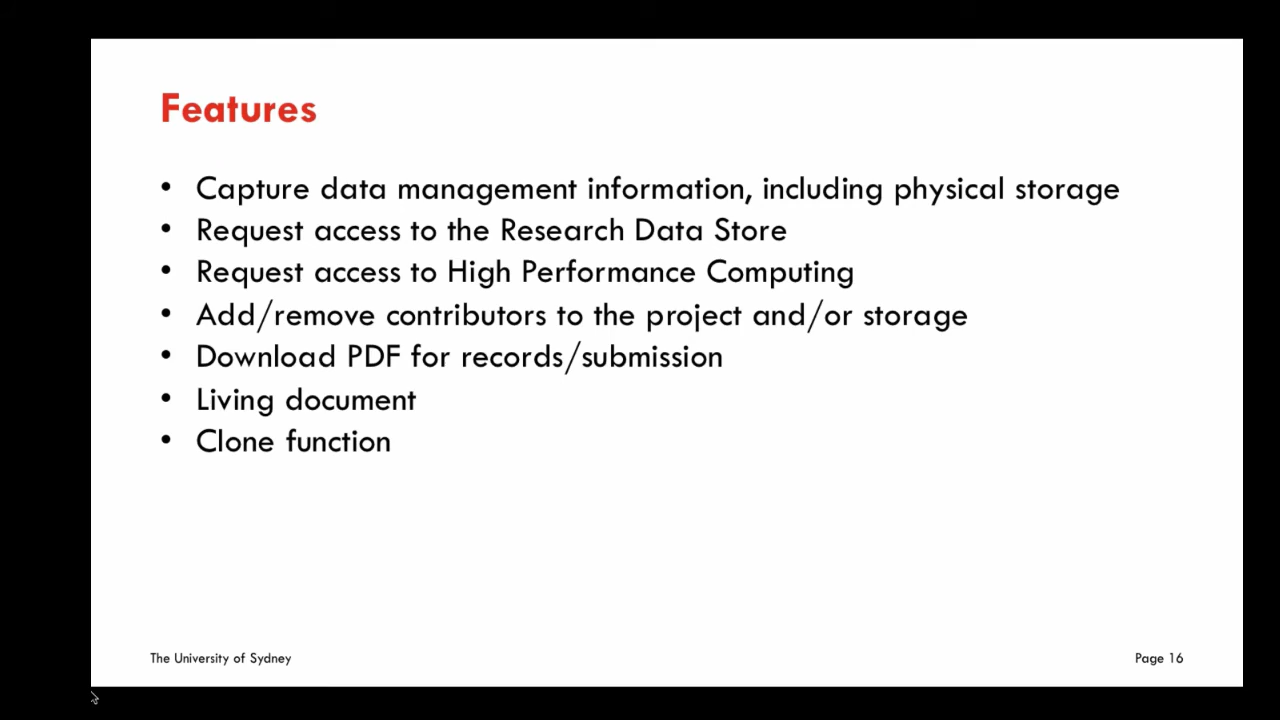 Features
• Capture data management information, including physical storage
• Request access to the Research Data Store
• Request access to High Performance Computing
• Add/remove contributors to the project and/or storage
• Download PDF for records/submission
• Living document
• Clone function
The University of Sydney
Page 16